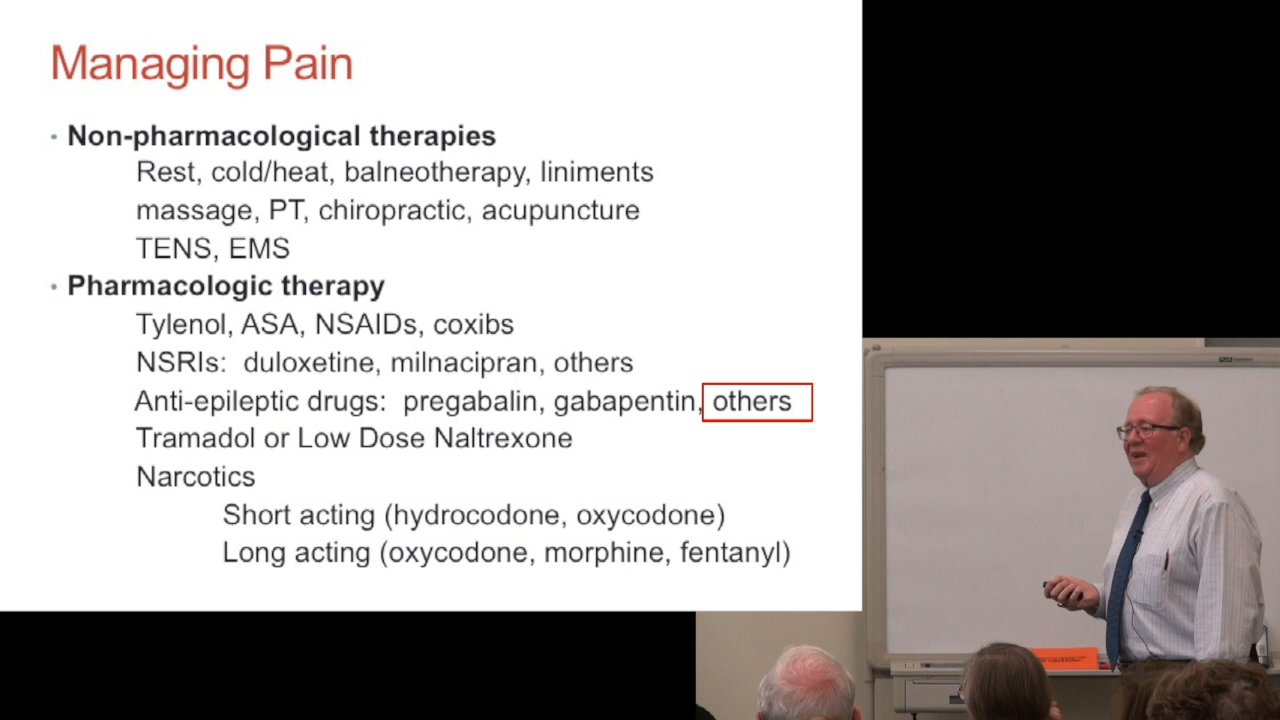 Managing Pain
• Non-pharmacological therapies
Rest, cold/heat, balneotherapy, liniments
massage, PT, chiropractic, acupuncture
TENS, EMS
• Pharmacologic therapy
Tylenol, ASA, NSAIDs, coxibs
NSRIs:  duloxetine, milnacipran, others
Anti-epileptic drugs:  pregabalin, gabapentin, others
Tramadol or Low Dose Naltrexone
Narcotics
Short acting (hydrocodone, oxycodone)
Long acting (oxycodone, morphine, fentanyl)